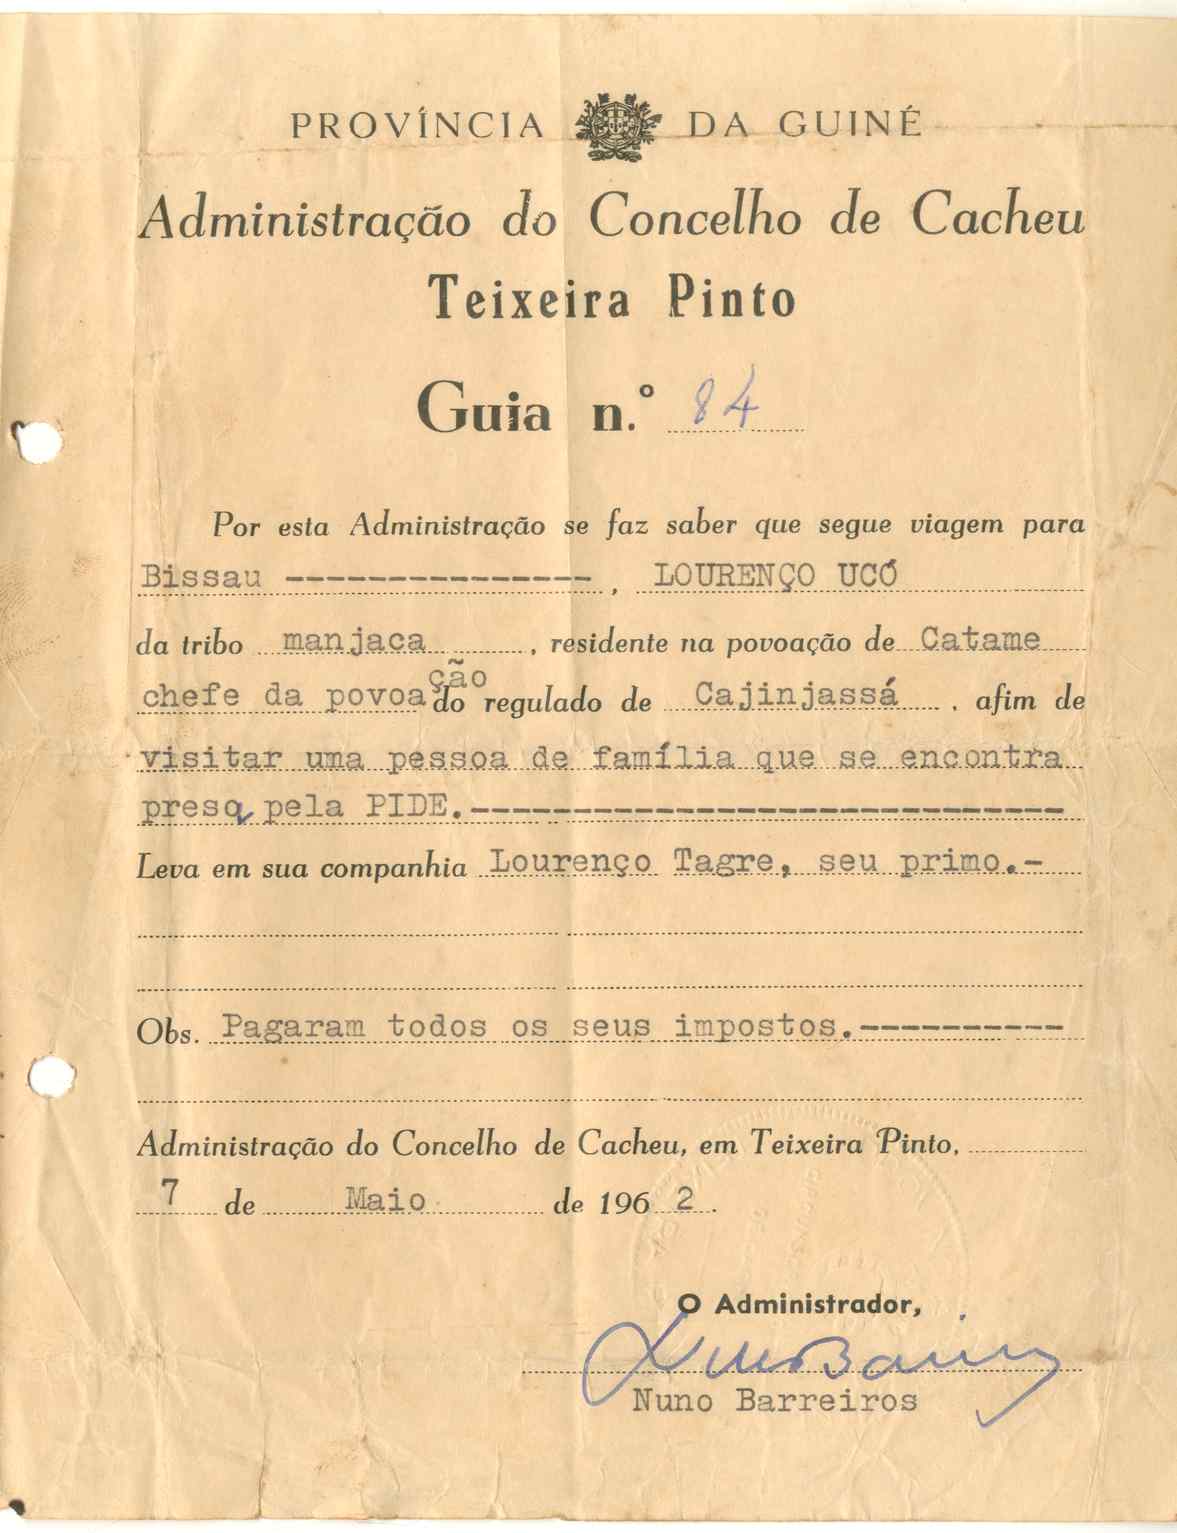 PROVÍNCIA DA GUINÉ
Administração do Concelho de Cacheu
Teixeira Pinto
Guia n.º 84
Por esta Administração se faz saber que segue viagem para
Bissau ---------------, LOURENÇO UCÓ
da tribo manjaca, residente na povoação de Catame
chefe da povoação do regulado de Cajinjassá, afim de
visitar uma pessoa de família que se encontra
presa pela PIDE.-----------------------------
Leva em sua companhia Lourenço Tagre, seu primo.-
Obs. Pagaram todos os seus impostos.----------
Administração do Concelho de Cacheu, em Teixeira Pinto,
7 de Maio de 1962.
O Administrador,
Nuno Barreiros
Nuno Barreiros